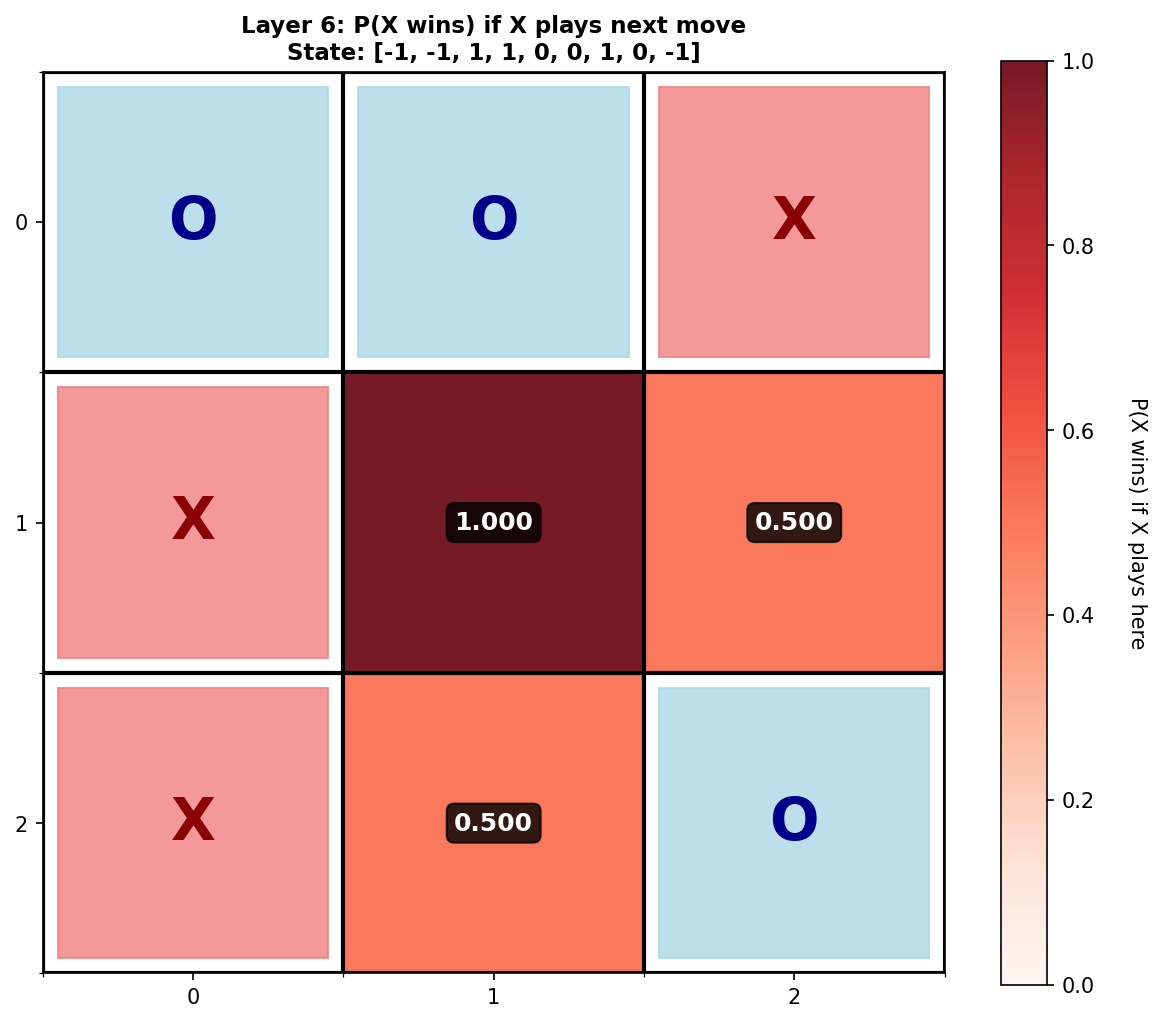 Layer 6: P(X wins) if X plays next move
State: [-1, -1, 1, 1, 0, 0, 1, 0, -1]
0 O O X
1 X 1.000 0.500
2 X 0.500 O
0 1 2
1.0
0.8
0.6
0.4
0.2
0.0
P(X wins) if X plays here